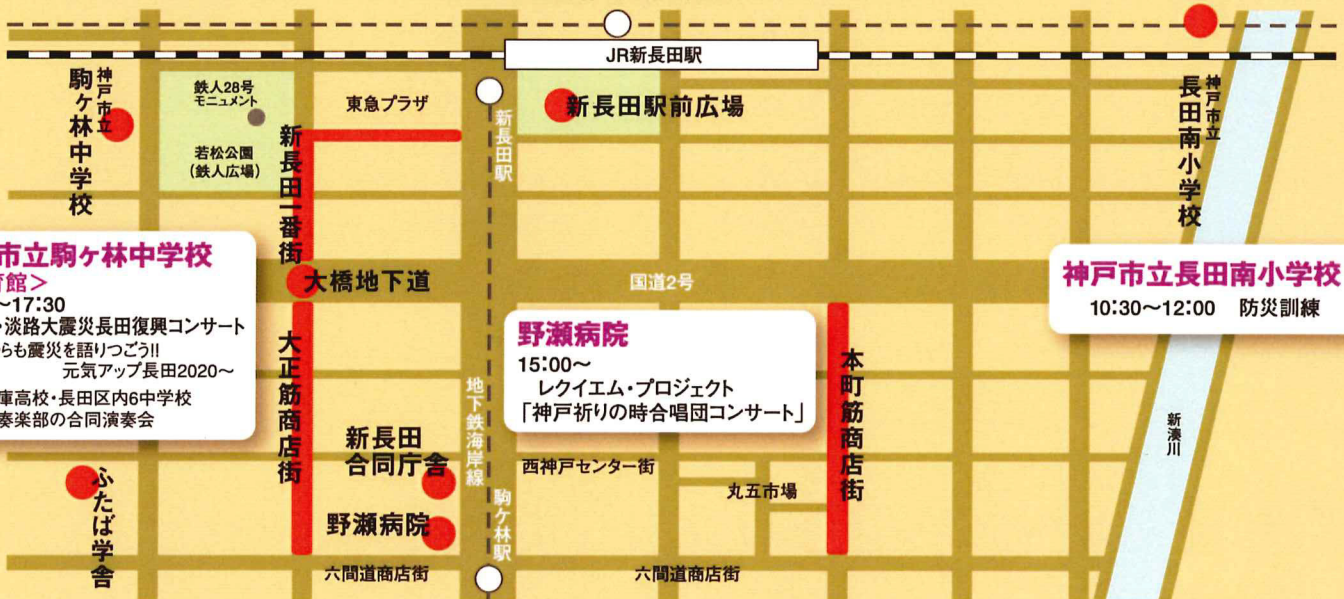 JR新長田駅
神戸市立
駒ヶ林中学校
鉄人28号
モニュメント
若松公園
(鉄人広場)
東急プラザ
新長田一番街
新長田駅
新長田駅前広場
神戸市立
長田南小学校
市立駒ヶ林中学校
育館＞
～17:30
・淡路大震災長田復興コンサート
らも震災を語りつごう!!
元気アップ長田2020～
庫高校・長田区内6中学校
奏楽部の合同演奏会
大橋地下道
国道2号
神戸市立長田南小学校
10:30～12:00 防災訓練
野瀬病院
15:00～
レクイエム・プロジェクト
「神戸祈りの時合唱団コンサート」
大正筋商店街
地下鉄海岸線
本町筋商店街
新湊川
新長田
合同庁舎
西神戸センター街
丸五市場
ふたば学舎
野瀬病院
駒ケ林駅
六間道商店街
六間道商店街